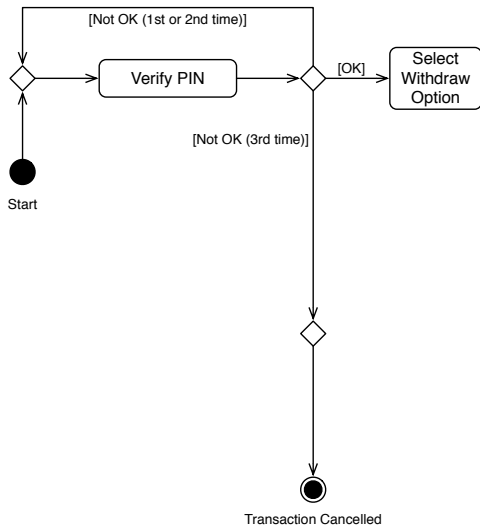 [Not OK (1st or 2nd time)]
Verify PIN
[OK]
Select
Withdraw
Option
[Not OK (3rd time)]
Start
Transaction Cancelled